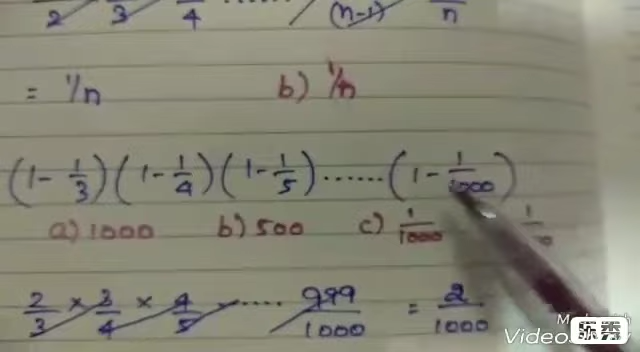 2 3 4 ...... (n-1) n
= 1/n b) 1/n
(1 - 1/3) (1 - 1/4) (1 - 1/5) ...... (1 - 1/1000)
a) 1000 b) 500 c) 1/1000
2/3 × 3/4 × 4/5 × .... 999/1000 = 2/1000
乐秀